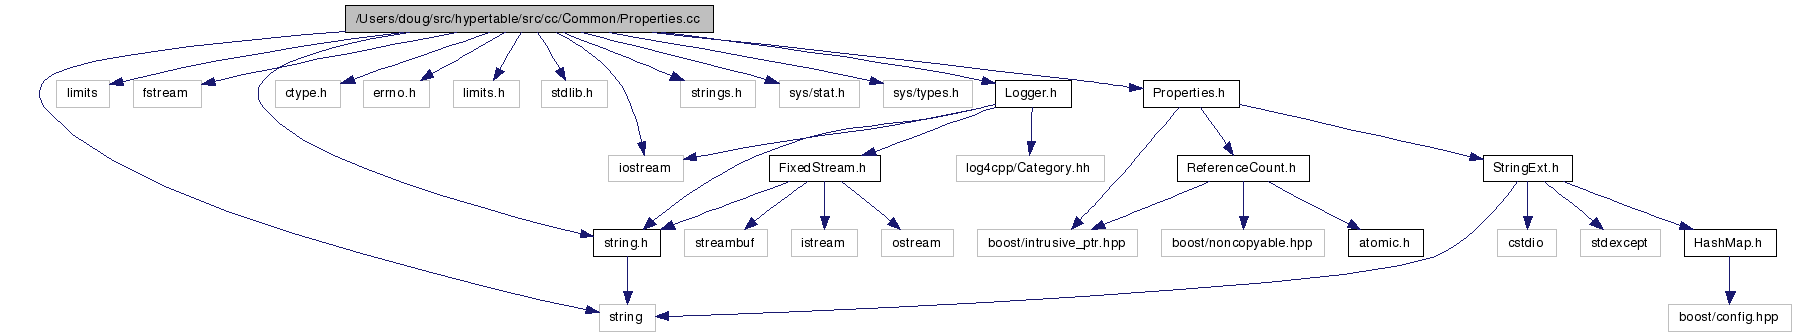 /Users/doug/src/hypertable/src/cc/Common/Properties.cc
limits
fstream
ctype.h
errno.h
limits.h
stdlib.h
strings.h
sys/stat.h
sys/types.h
Logger.h
Properties.h
iostream
FixedStream.h
log4cpp/Category.hh
ReferenceCount.h
StringExt.h
string.h
streambuf
istream
ostream
boost/intrusive_ptr.hpp
boost/noncopyable.hpp
atomic.h
cstdio
stdexcept
HashMap.h
string
boost/config.hpp